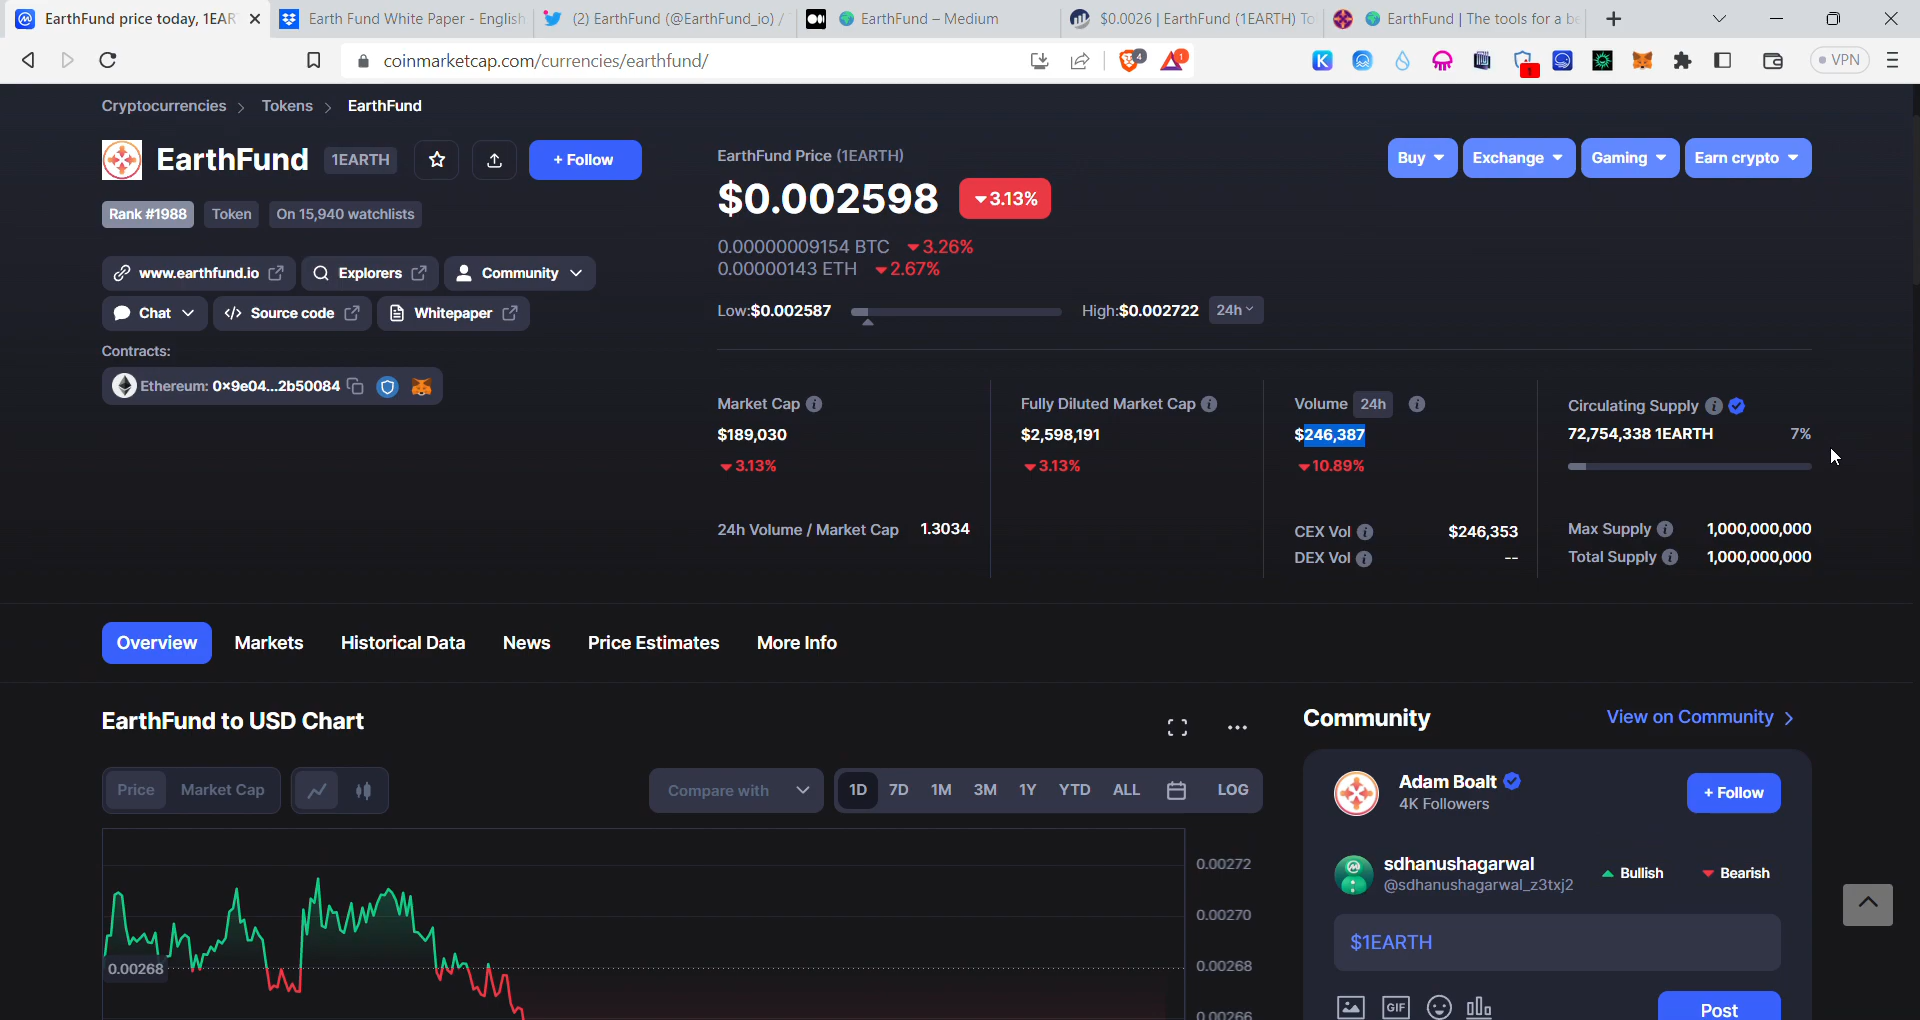 EarthFund price today, 1EAR
Earth Fund White Paper - English
(2) EarthFund (@EarthFund_io) /
EarthFund – Medium
$0.0026 | EarthFund (1EARTH) To
EarthFund | The tools for a be
coinmarketcap.com/currencies/earthfund/
4
1
1
VPN
Cryptocurrencies > Tokens > EarthFund
EarthFund 1EARTH
+ Follow
Rank #1988
Token
On 15,940 watchlists
www.earthfund.io
Explorers
Community
Chat
Source code
Whitepaper
Contracts:
Ethereum: 0x9e04...2b50084
EarthFund Price (1EARTH)
$0.002598
3.13%
0.00000009154 BTC 3.26%
0.00000143 ETH 2.67%
Low:$0.002587
High:$0.002722
24h
Buy
Exchange
Gaming
Earn crypto
Market Cap
$189,030
3.13%
24h Volume / Market Cap 1.3034
Fully Diluted Market Cap
$2,598,191
3.13%
Volume 24h
$246,387
10.89%
CEX Vol $246,353
DEX Vol --
Circulating Supply
72,754,338 1EARTH 7%
Max Supply 1,000,000,000
Total Supply 1,000,000,000
Overview
Markets
Historical Data
News
Price Estimates
More Info
EarthFund to USD Chart
Price
Market Cap
Compare with
1D
7D
1M
3M
1Y
YTD
ALL
LOG
0.00272
0.00270
0.00268
0.00268
0.00266
Community
View on Community >
Adam Boalt
4K Followers
+ Follow
sdhanushagarwal
@sdhanushagarwal_z3txj2
Bullish
Bearish
$1EARTH
GIF
Post